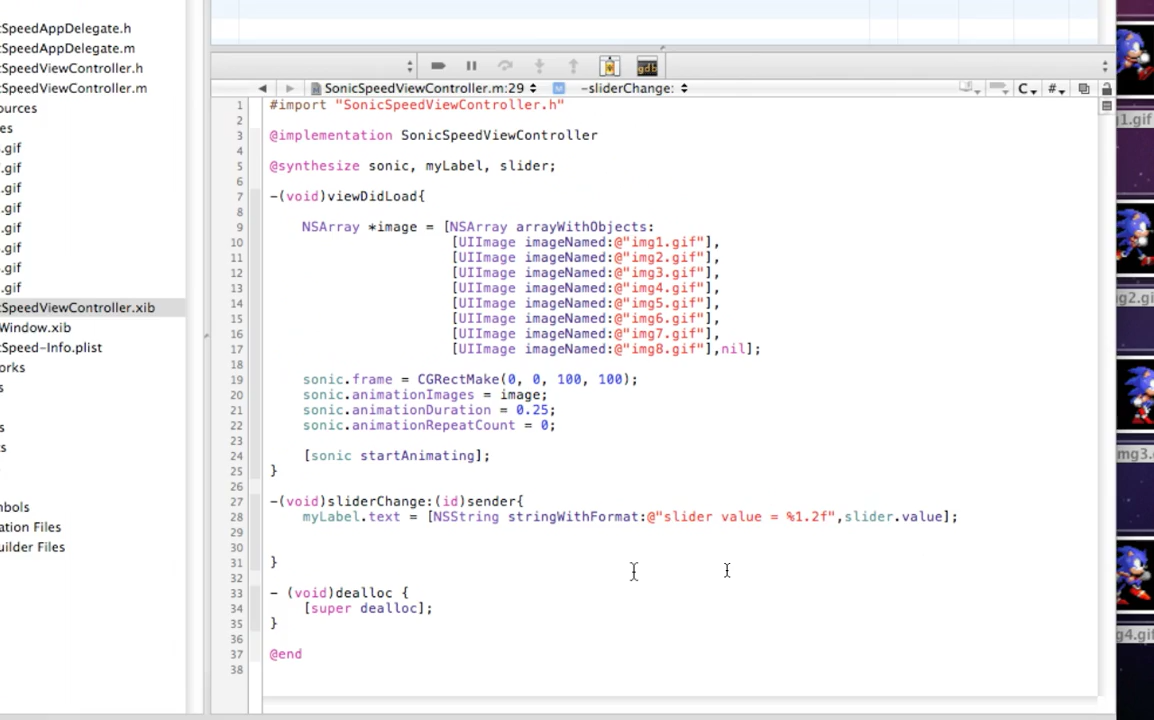 SpeedAppDelegate.h
SpeedAppDelegate.m
SpeedViewController.h
SpeedViewController.m
ources
es
.gif
.gif
.gif
.gif
.gif
.gif
.gif
.gif
SpeedViewController.xib
Window.xib
Speed-Info.plist
orks
s
s
ts
mbols
ation Files
uilder Files
gdb
SonicSpeedViewController.m:29 M -sliderChange: C #
1 #import "SonicSpeedViewController.h"
2
3 @implementation SonicSpeedViewController
4
5 @synthesize sonic, myLabel, slider;
6
7 -(void)viewDidLoad{
8
9 NSArray *image = [NSArray arrayWithObjects:
10 [UIImage imageNamed:@"img1.gif"],
11 [UIImage imageNamed:@"img2.gif"],
12 [UIImage imageNamed:@"img3.gif"],
13 [UIImage imageNamed:@"img4.gif"],
14 [UIImage imageNamed:@"img5.gif"],
15 [UIImage imageNamed:@"img6.gif"],
16 [UIImage imageNamed:@"img7.gif"],
17 [UIImage imageNamed:@"img8.gif"],nil];
18
19 sonic.frame = CGRectMake(0, 0, 100, 100);
20 sonic.animationImages = image;
21 sonic.animationDuration = 0.25;
22 sonic.animationRepeatCount = 0;
23
24 [sonic startAnimating];
25 }
26
27 -(void)sliderChange:(id)sender{
28 myLabel.text = [NSString stringWithFormat:@"slider value = %1.2f",slider.value];
29
30
31 }
32
33 - (void)dealloc {
34 [super dealloc];
35 }
36
37 @end
38
g1.gif
g2.gif
mg3.g
g4.gif